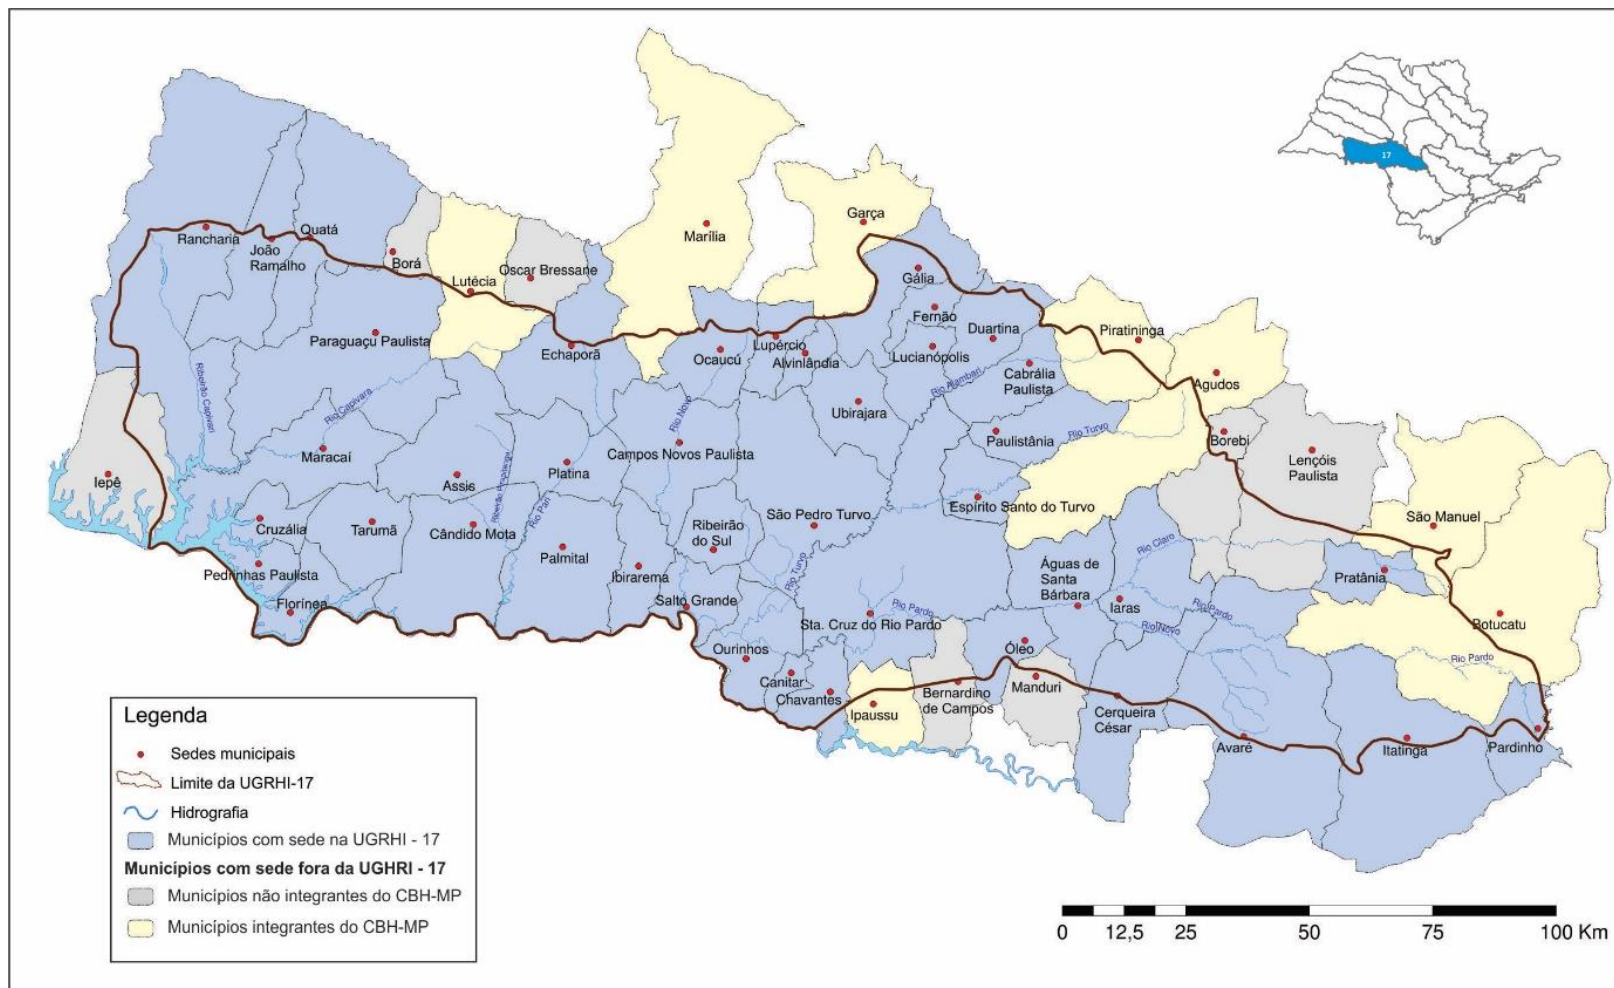 17
Garça
Marília
Rancharia
Quatá
João
Ramalho
Borá
Lutécia
Oscar Bressane
Gália
Fernão
Duartina
Piratininga
Paraguaçu Paulista
Echaporã
Ocauçú
Lupércio
Alvinlândia
Lucianópolis
Cabrália
Paulista
Agudos
Ribeirão Capivari
Rio Capivara
Rio Novo
Rio Alambari
Ubirajara
Paulistânia
Rio Turvo
Borebi
Lençóis
Paulista
Maracaí
Campos Novos Paulista
Iepê
Assis
Platina
Ribeirão Pirapitinga
Rio Pari
Espírito Santo do Turvo
São Manuel
Cruzália
Tarumã
Cândido Mota
Ribeirão
do Sul
São Pedro Turvo
Palmital
Rio Claro
Pedrinhas Paulista
Ibirarema
Rio Turvo
Águas de
Santa
Bárbara
Pratânia
Florínea
Salto Grande
Rio Pardo
Sta. Cruz do Rio Pardo
Iaras
Rio Pardo
Rio Novo
Botucatu
Ourinhos
Óleo
Rio Pardo
Canitar
Chavantes
Bernardino
de Campos
Manduri
Ipaussu
Cerqueira
César
Avaré
Itatinga
Pardinho
Legenda
Sedes municipais
Limite da UGRHI-17
Hidrografia
Municípios com sede na UGRHI - 17
Municípios com sede fora da UGHRI - 17
Municípios não integrantes do CBH-MP
Municípios integrantes do CBH-MP
0 12,5 25 50 75 100 Km